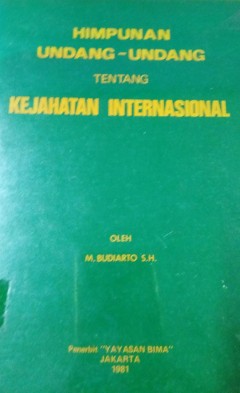 HIMPUNAN
UNDANG-UNDANG
TENTANG
KEJAHATAN INTERNASIONAL
OLEH
M. BUDIARTO S.H.
Penerbit "YAYASAN BIMA"
JAKARTA
1981